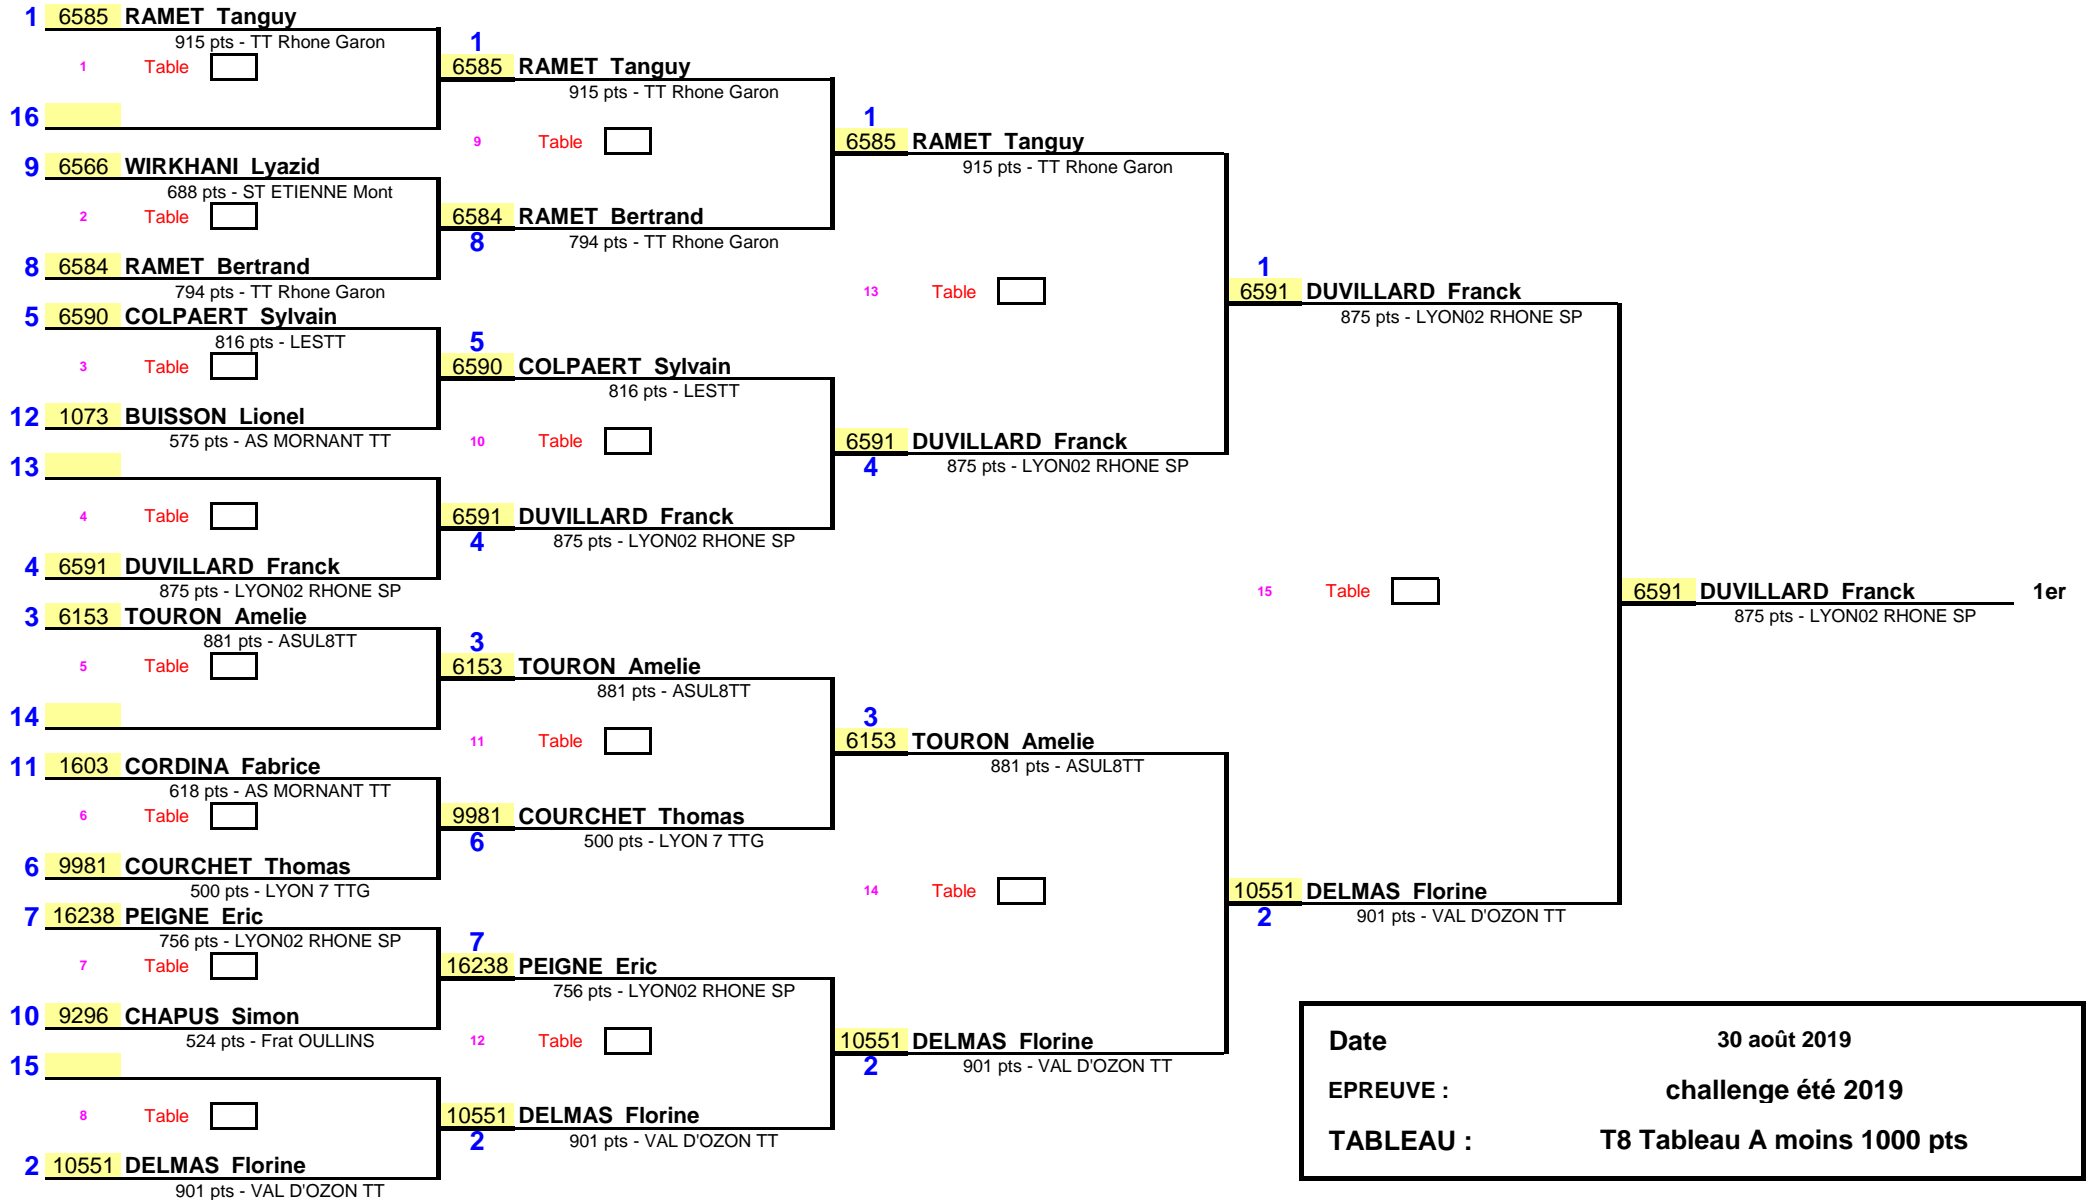 1 6585 RAMET Tanguy
915 pts - TT Rhone Garon
1 Table
16
9 6566 WIRKHANI Lyazid
688 pts - ST ETIENNE Mont
2 Table
8 6584 RAMET Bertrand
794 pts - TT Rhone Garon
5 6590 COLPAERT Sylvain
816 pts - LESTT
3 Table
12 1073 BUISSON Lionel
575 pts - AS MORNANT TT
13
4 Table
4 6591 DUVILLARD Franck
875 pts - LYON02 RHONE SP
3 6153 TOURON Amelie
881 pts - ASUL8TT
5 Table
14
11 1603 CORDINA Fabrice
618 pts - AS MORNANT TT
6 Table
6 9981 COURCHET Thomas
500 pts - LYON 7 TTG
7 16238 PEIGNE Eric
756 pts - LYON02 RHONE SP
7 Table
10 9296 CHAPUS Simon
524 pts - Frat OULLINS
15
8 Table
2 10551 DELMAS Florine
901 pts - VAL D'OZON TT
1
6585 RAMET Tanguy
915 pts - TT Rhone Garon
9 Table
6584 RAMET Bertrand
8
794 pts - TT Rhone Garon
5
6590 COLPAERT Sylvain
816 pts - LESTT
10 Table
6591 DUVILLARD Franck
4
875 pts - LYON02 RHONE SP
3
6153 TOURON Amelie
881 pts - ASUL8TT
11 Table
9981 COURCHET Thomas
6
500 pts - LYON 7 TTG
7
16238 PEIGNE Eric
756 pts - LYON02 RHONE SP
12 Table
10551 DELMAS Florine
2
901 pts - VAL D'OZON TT
1
6585 RAMET Tanguy
915 pts - TT Rhone Garon
13 Table
6591 DUVILLARD Franck
4
875 pts - LYON02 RHONE SP
3
6153 TOURON Amelie
881 pts - ASUL8TT
14 Table
10551 DELMAS Florine
2
901 pts - VAL D'OZON TT
1
6591 DUVILLARD Franck
875 pts - LYON02 RHONE SP
15 Table
10551 DELMAS Florine
2
901 pts - VAL D'OZON TT
6591 DUVILLARD Franck 1er
875 pts - LYON02 RHONE SP
Date 30 août 2019
EPREUVE : challenge été 2019
TABLEAU : T8 Tableau A moins 1000 pts